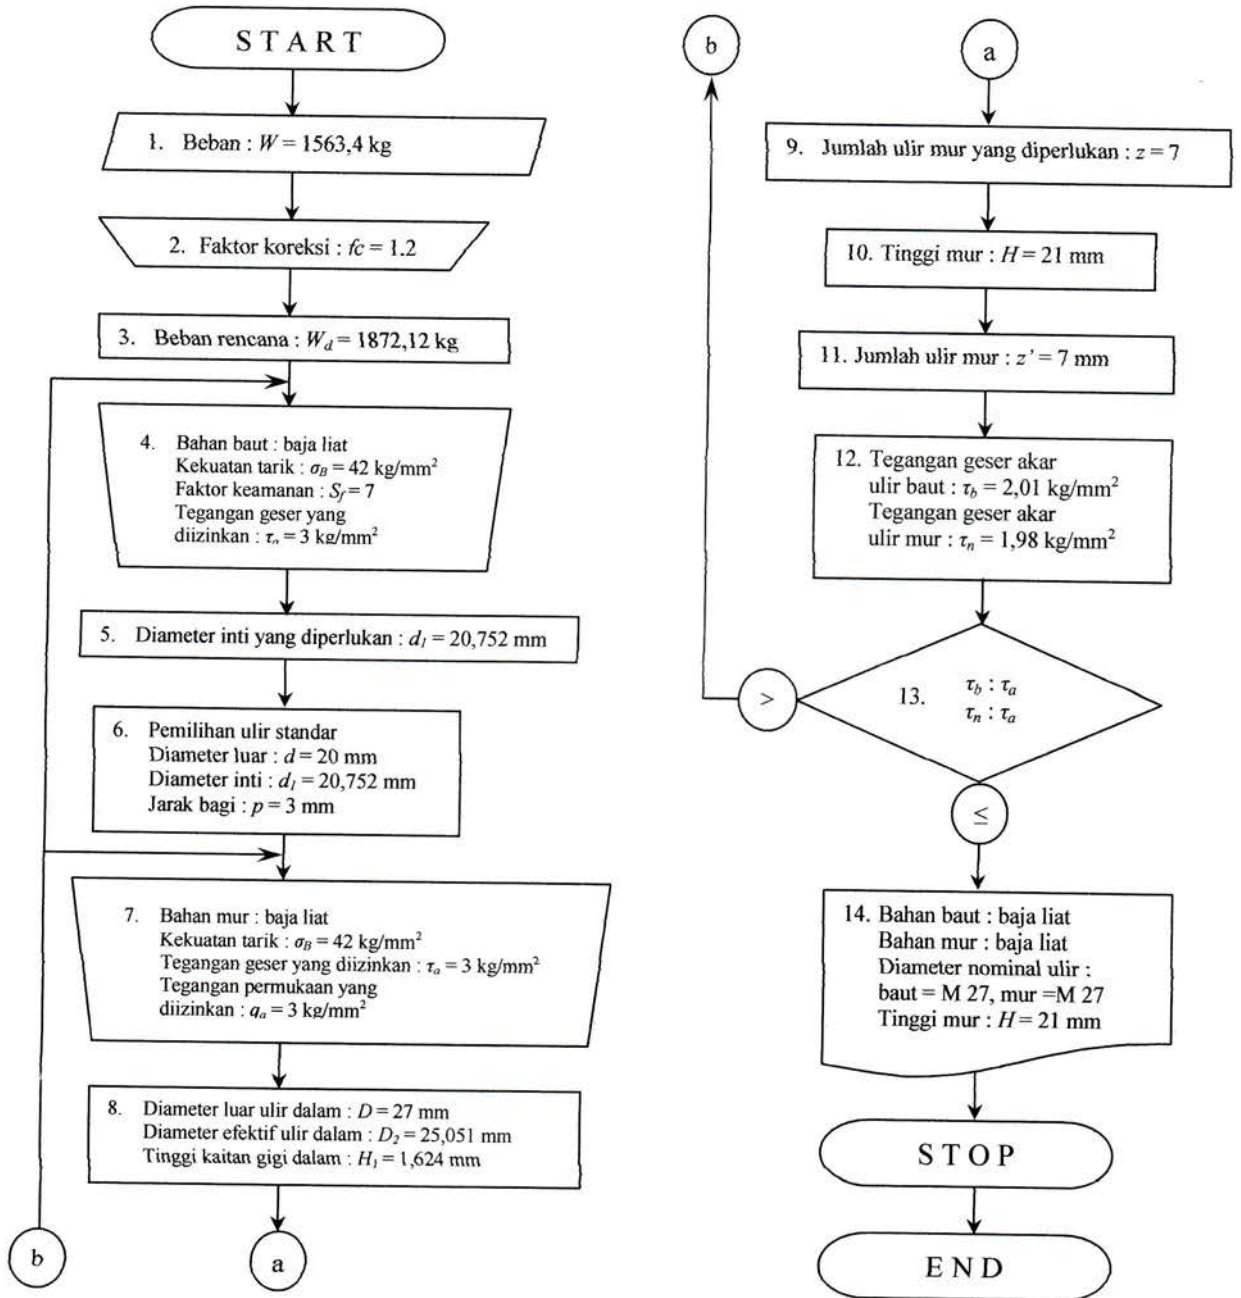 START
1. Beban : W = 1563,4 kg
2. Faktor koreksi : fc = 1.2
3. Beban rencana : Wd = 1872,12 kg
4. Bahan baut : baja liat
Kekuatan tarik : σB = 42 kg/mm²
Faktor keamanan : Sf = 7
Tegangan geser yang
diizinkan : τa = 3 kg/mm²
5. Diameter inti yang diperlukan : d1 = 20,752 mm
6. Pemilihan ulir standar
Diameter luar : d = 20 mm
Diameter inti : d1 = 20,752 mm
Jarak bagi : p = 3 mm
7. Bahan mur : baja liat
Kekuatan tarik : σB = 42 kg/mm²
Tegangan geser yang diizinkan : τa = 3 kg/mm²
Tegangan permukaan yang
diizinkan : qa = 3 kg/mm²
8. Diameter luar ulir dalam : D = 27 mm
Diameter efektif ulir dalam : D2 = 25,051 mm
Tinggi kaitan gigi dalam : H1 = 1,624 mm
b
a
b
a
9. Jumlah ulir mur yang diperlukan : z = 7
10. Tinggi mur : H = 21 mm
11. Jumlah ulir mur : z' = 7 mm
12. Tegangan geser akar
ulir baut : τb = 2,01 kg/mm²
Tegangan geser akar
ulir mur : τn = 1,98 kg/mm²
>
13. τb : τa
τn : τa
≤
14. Bahan baut : baja liat
Bahan mur : baja liat
Diameter nominal ulir :
baut = M 27, mur =M 27
Tinggi mur : H = 21 mm
STOP
END